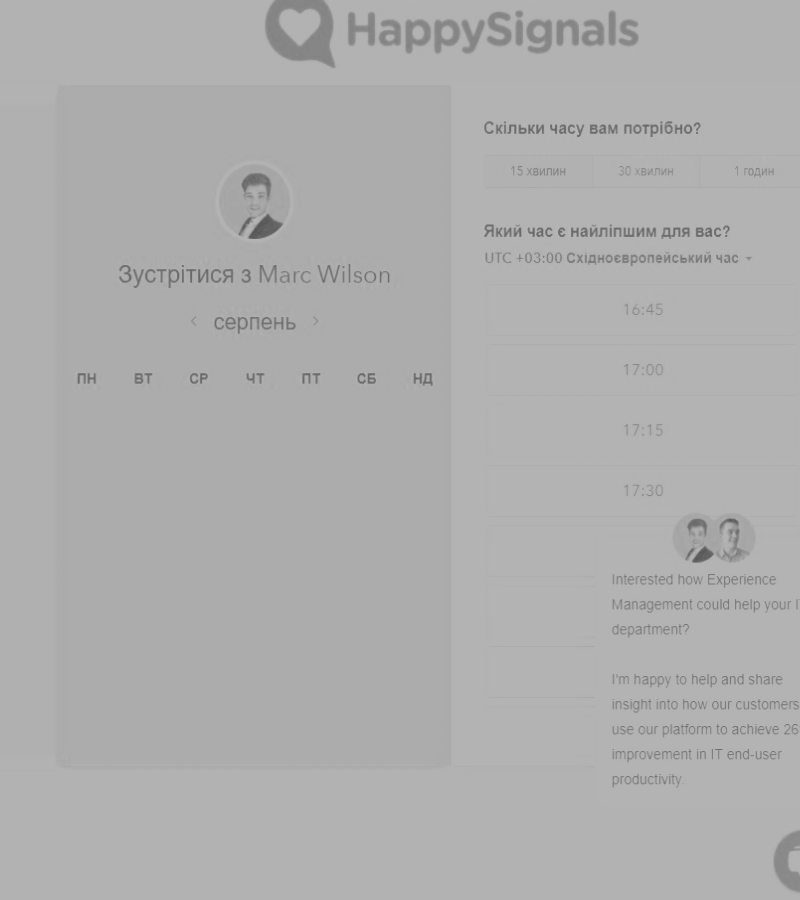 HappySignals
Зустрітися з Marc Wilson
серпень
ПН ВТ СР ЧТ ПТ СБ НД
Скільки часу вам потрібно?
15 хвилин 30 хвилин 1 годин
Який час є найліпшим для вас?
UTC +03:00 Східноєвропейський час
16:45
17:00
17:15
17:30
Interested how Experience
Management could help your
department?
I'm happy to help and share
insight into how our customers
use our platform to achieve 26
improvement in IT end-user
productivity.